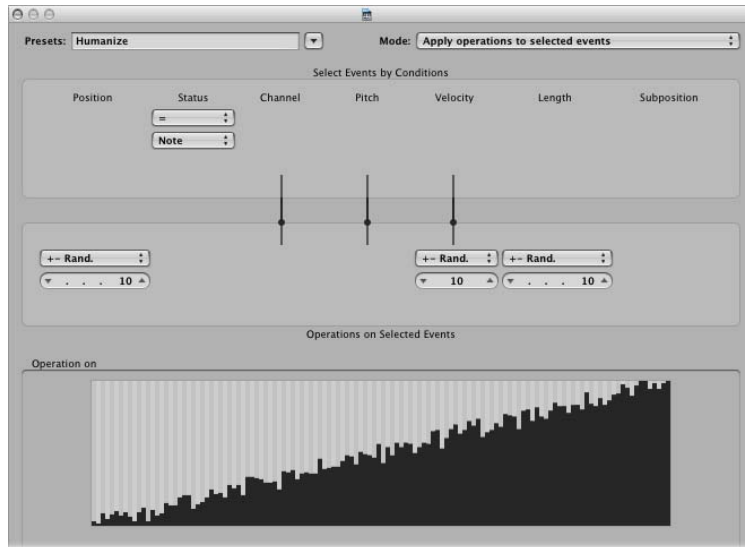 Presets: Humanize Mode: Apply operations to selected events
Select Events by Conditions
Position Status Channel Pitch Velocity Length Subposition
=
Note
+- Rand. +- Rand. +- Rand.
. . . 10 10 . . . 10
Operations on Selected Events
Operation on